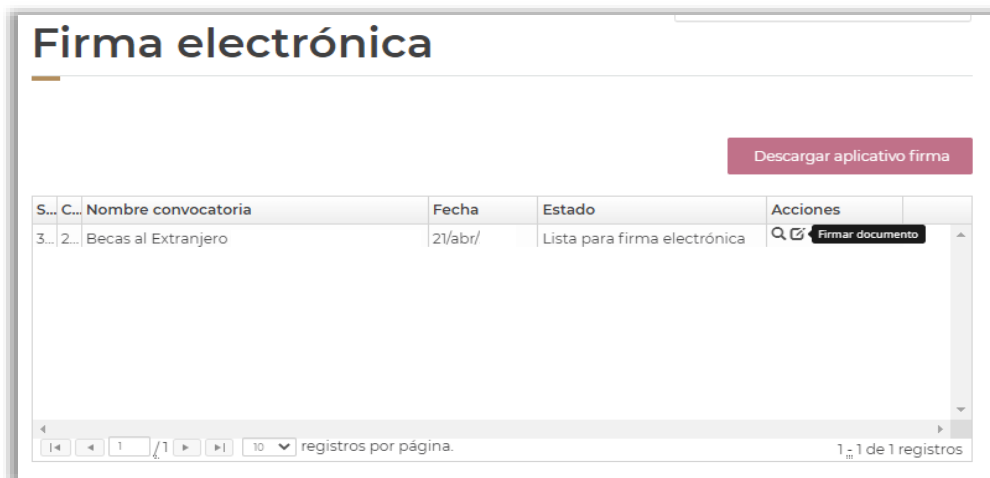 Firma electrónica
Descargar aplicativo firma
S... C... Nombre convocatoria Fecha Estado Acciones
3... 2... Becas al Extranjero 21/abr/ Lista para firma electrónica Firmar documento
1 / 1 10 registros por página. 1 - 1 de 1 registros